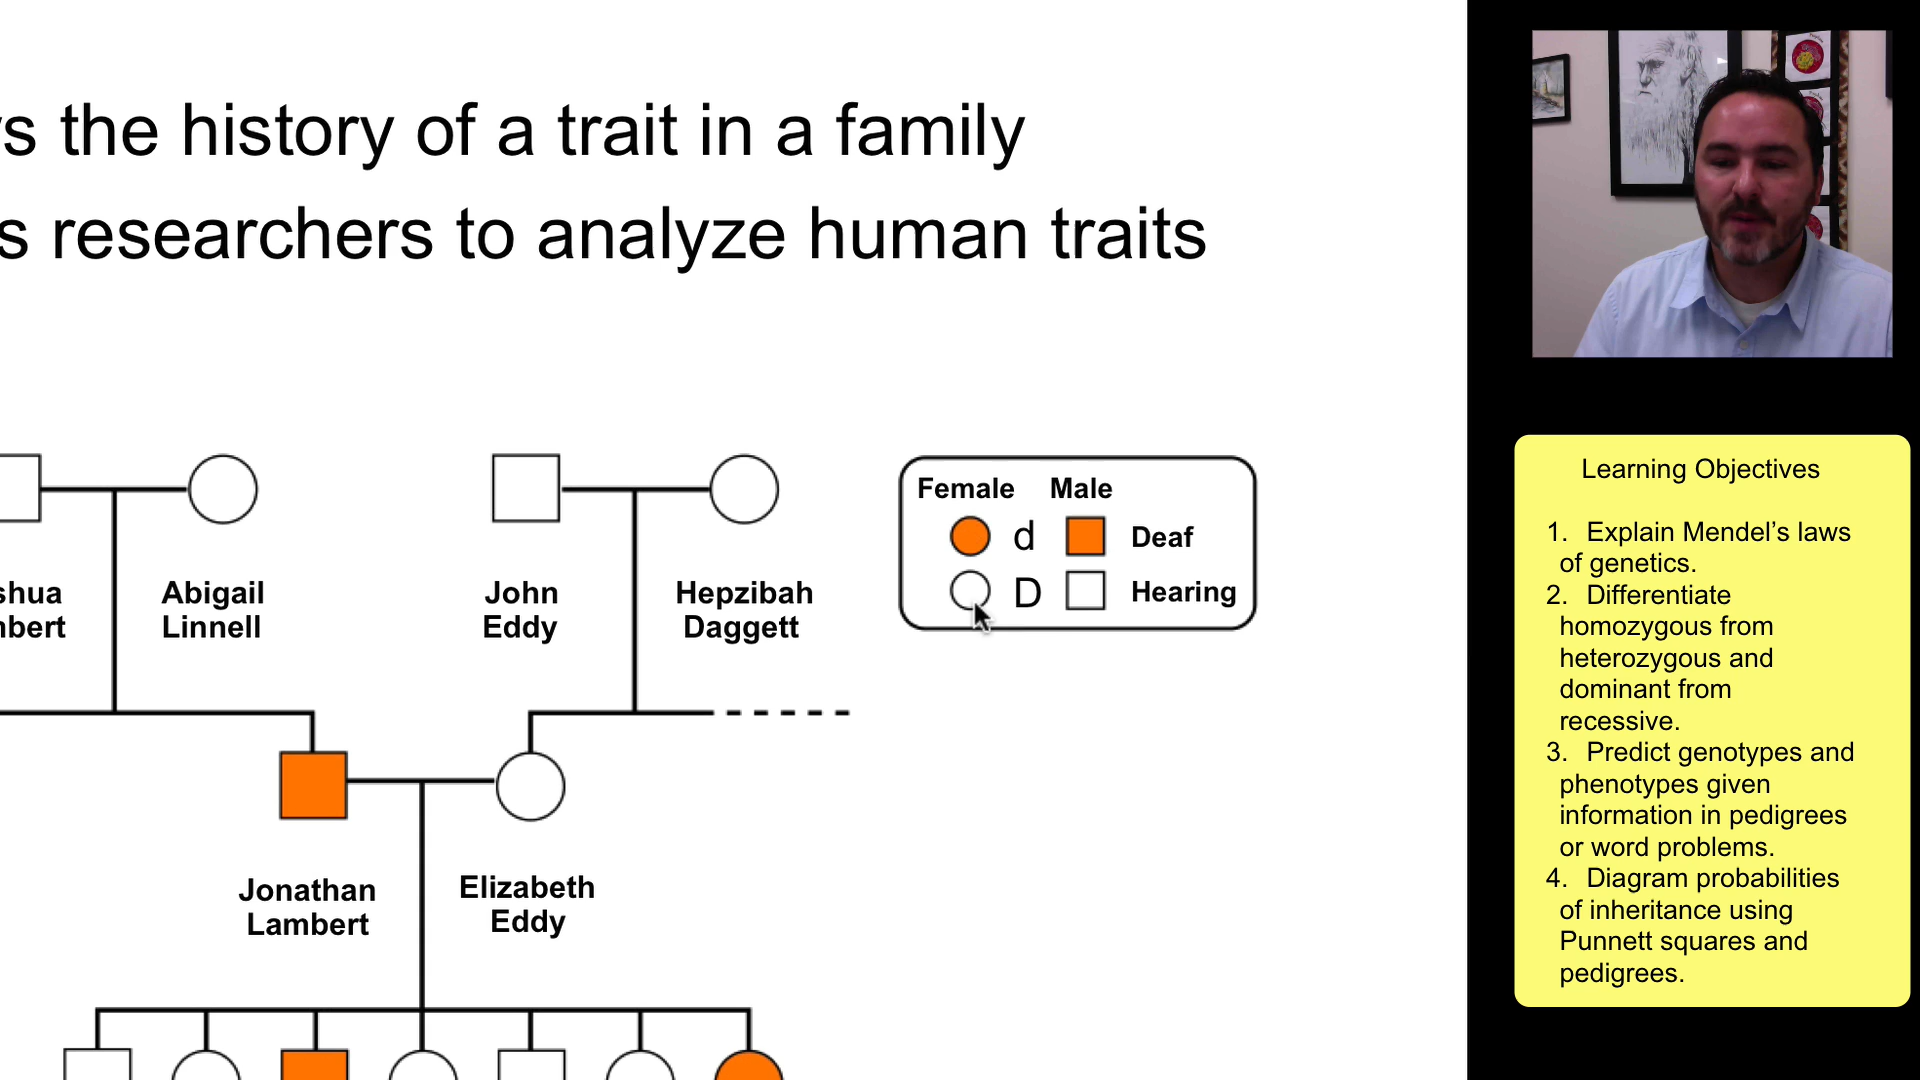 s the history of a trait in a family
s researchers to analyze human traits
Female Male
d Deaf
D Hearing
shua
Abigail
John
Hepzibah
Linnell
Eddy
Daggett
Jonathan
Lambert
Elizabeth
Eddy
Learning Objectives
1. Explain Mendel’s laws
of genetics.
2. Differentiate
homozygous from
heterozygous and
dominant from
recessive.
3. Predict genotypes and
phenotypes given
information in pedigrees
or word problems.
4. Diagram probabilities
of inheritance using
Punnett squares and
pedigrees.